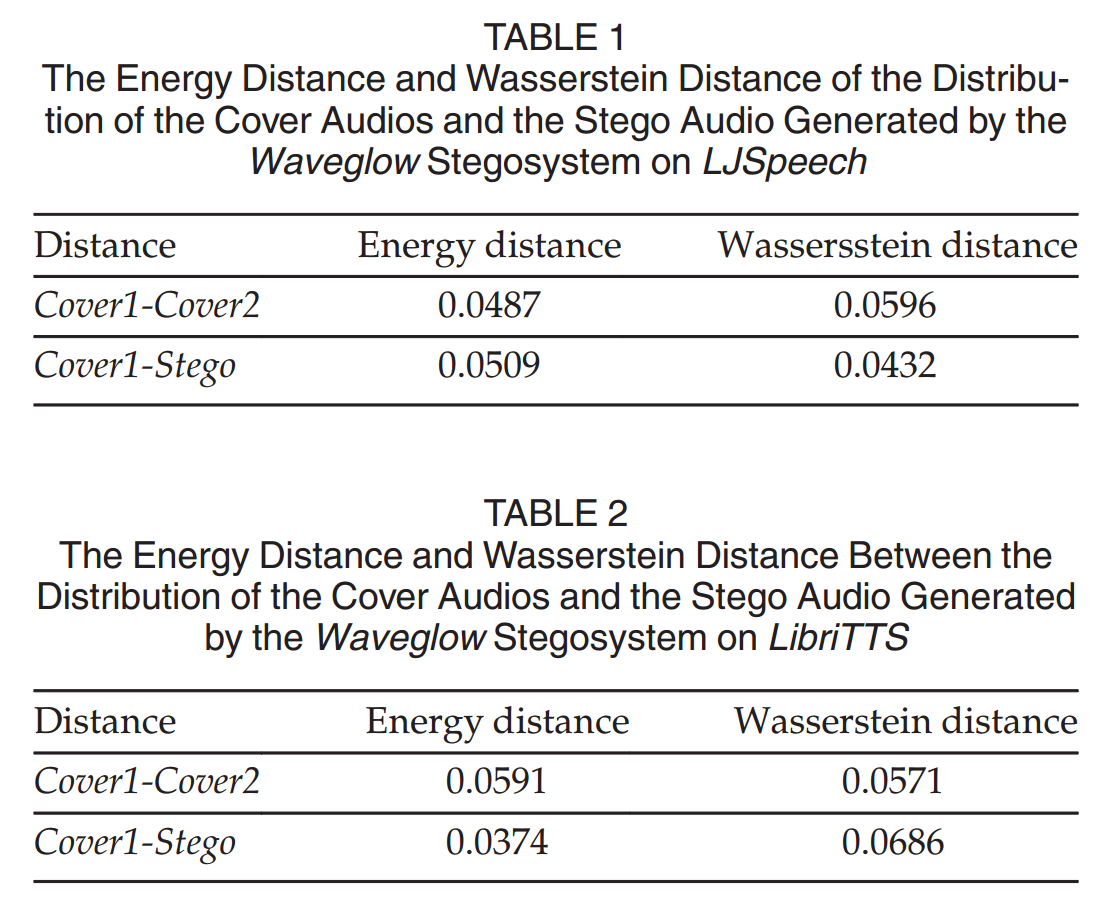 TABLE 1
The Energy Distance and Wasserstein Distance of the Distribu-
tion of the Cover Audios and the Stego Audio Generated by the
Waveglow Stegosystem on LJSpeech
Distance Energy distance Wassersstein distance
Cover1-Cover2 0.0487 0.0596
Cover1-Stego 0.0509 0.0432
TABLE 2
The Energy Distance and Wasserstein Distance Between the
Distribution of the Cover Audios and the Stego Audio Generated
by the Waveglow Stegosystem on LibriTTS
Distance Energy distance Wasserstein distance
Cover1-Cover2 0.0591 0.0571
Cover1-Stego 0.0374 0.0686